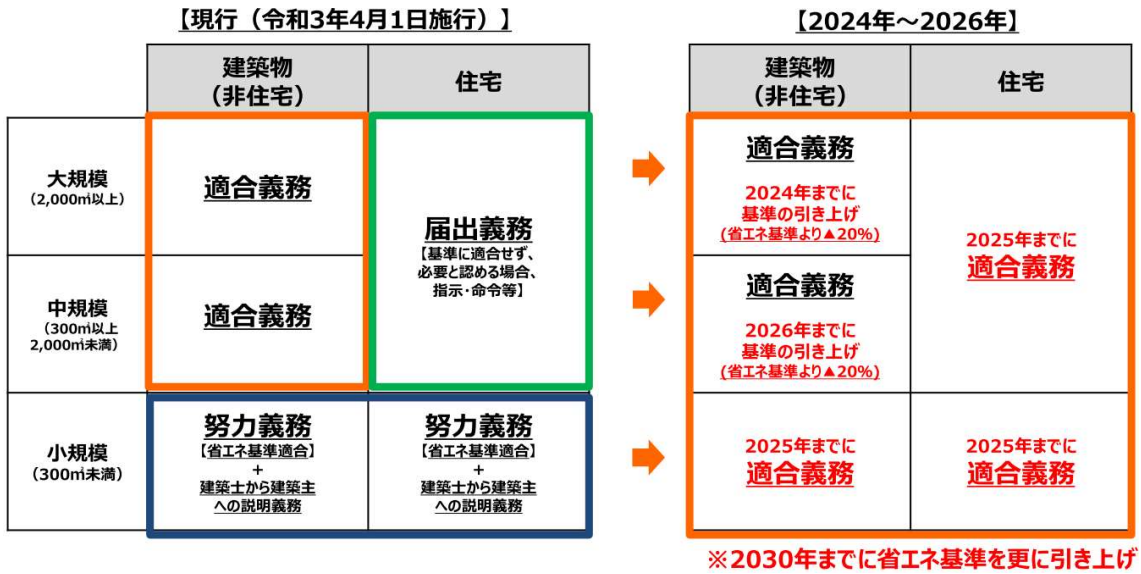 【現行（令和3年4月1日施行）】
建築物
（非住宅）
住宅
大規模
（2,000㎡以上）
適合義務
届出義務
【基準に適合せず、
必要と認める場合、
指示・命令等】
中規模
（300㎡以上
2,000㎡未満）
適合義務
小規模
（300㎡未満）
努力義務
【省エネ基準適合】
+
建築士から建築主
への説明義務
努力義務
【省エネ基準適合】
+
建築士から建築主
への説明義務
【2024年～2026年】
建築物
（非住宅）
住宅
適合義務
2024年までに
基準の引き上げ
(省エネ基準より▲20%)
2025年までに
適合義務
適合義務
2026年までに
基準の引き上げ
(省エネ基準より▲20%)
2025年までに
適合義務
2025年までに
適合義務
※2030年までに省エネ基準を更に引き上げ